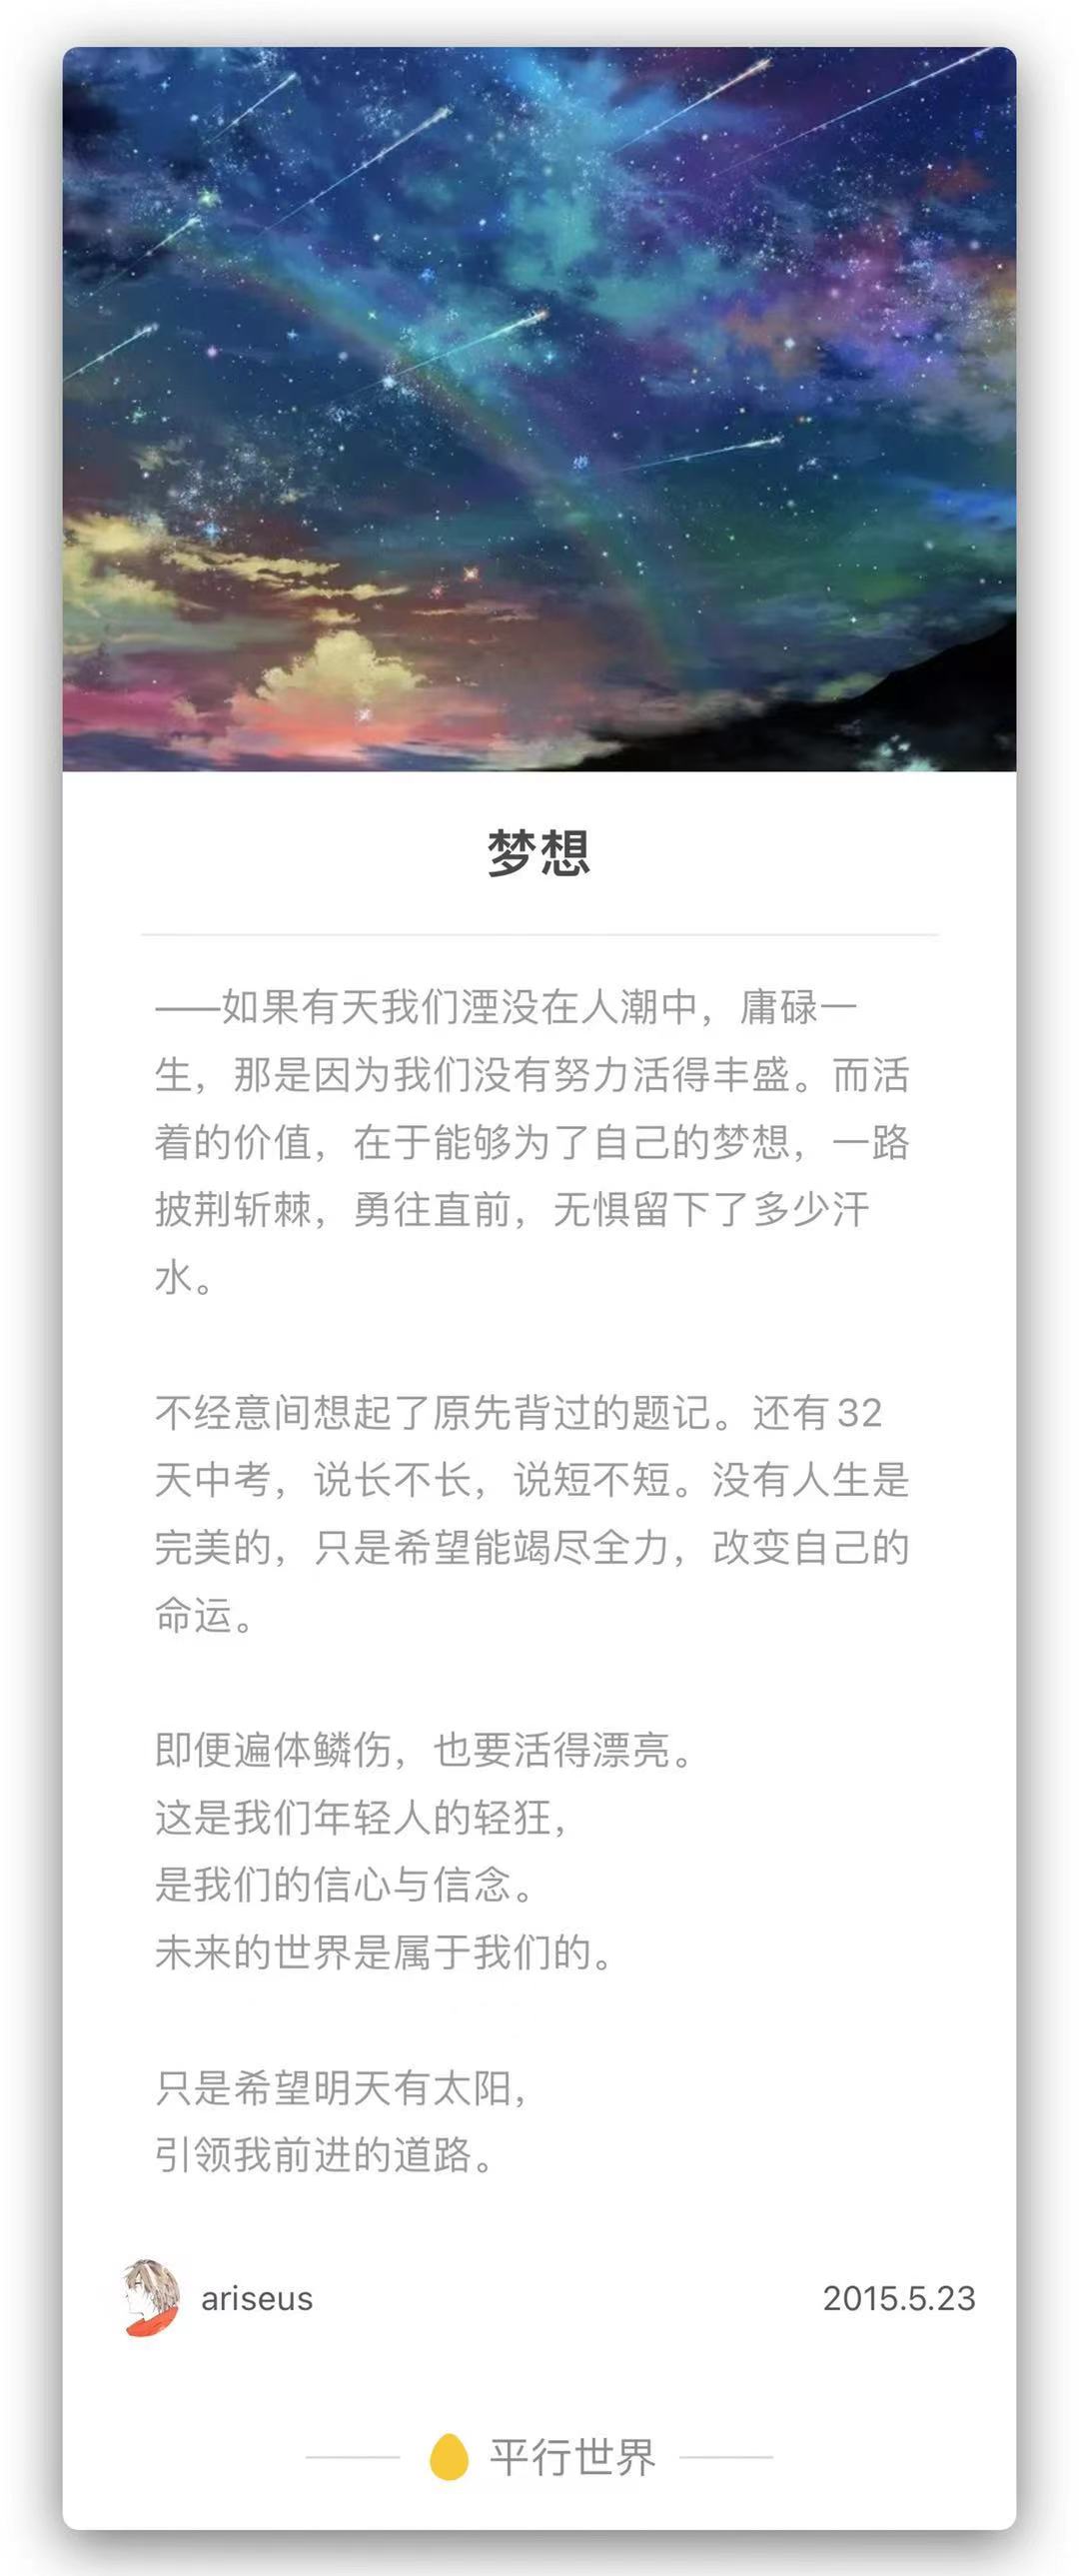 梦想
——如果有天我们湮没在人潮中，庸碌一
生，那是因为我们没有努力活得丰盛。而活
着的价值，在于能够为了自己的梦想，一路
披荆斩棘，勇往直前，无惧留下了多少汗
水。
不经意间想起了原先背过的题记。还有32
天中考，说长不长，说短不短。没有人生是
完美的，只是希望能竭尽全力，改变自己的
命运。
即便遍体鳞伤，也要活得漂亮。
这是我们年轻人的轻狂，
是我们的信心与信念。
未来的世界是属于我们的。
只是希望明天有太阳，
引领我前进的道路。
ariseus 2015.5.23
平行世界